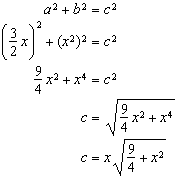 a² + b² = c²
(3/2 x)² + (x²)² = c²
9/4 x² + x⁴ = c²
c = √(9/4 x² + x⁴)
c = x√(9/4 + x²)